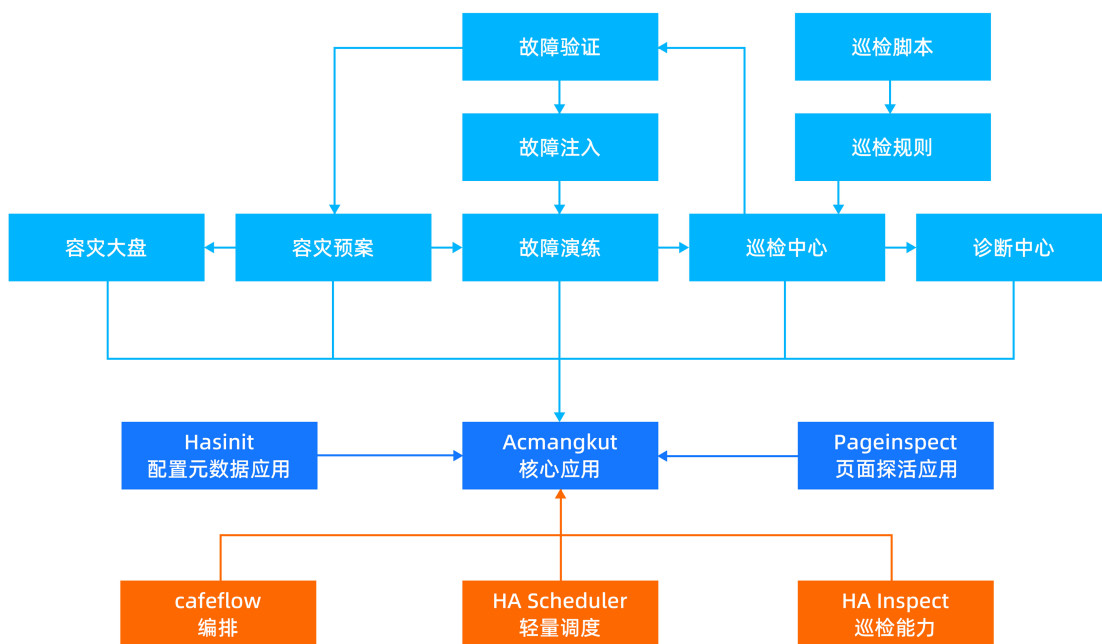 故障验证
巡检脚本
故障注入
巡检规则
容灾大盘
容灾预案
故障演练
巡检中心
诊断中心
Hasinit
配置元数据应用
Acmangkut
核心应用
Pageinspect
页面探活应用
cafeflow
编排
HA Scheduler
轻量调度
HA Inspect
巡检能力